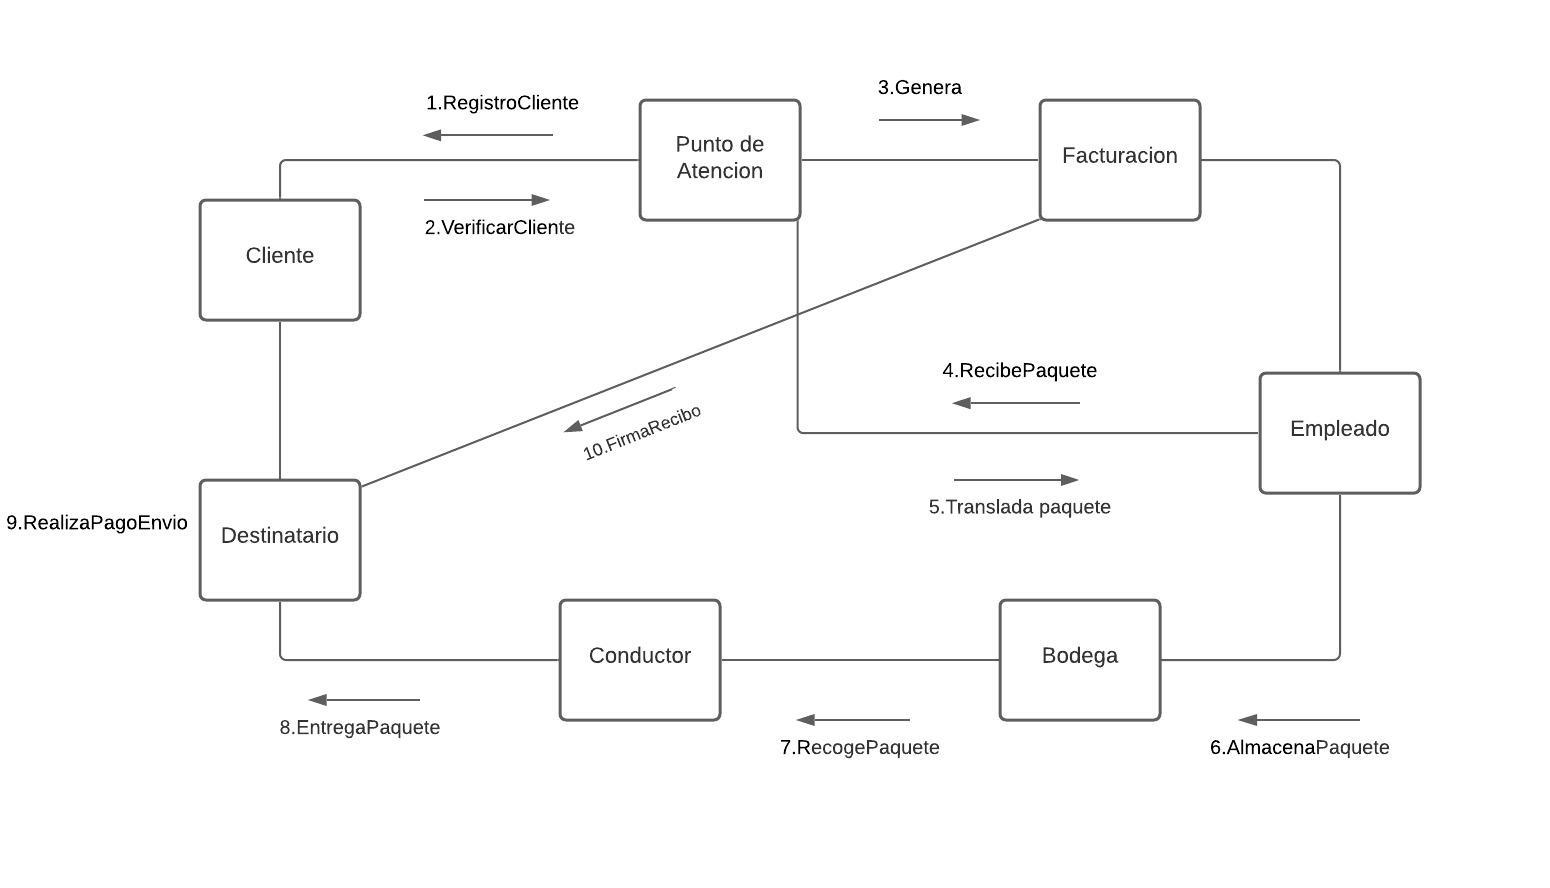 3.Genera
1.RegistroCliente
Punto de
Atencion
Facturacion
2.VerificarCliente
Cliente
4.RecibePaquete
10.FirmaRecibo
Empleado
5.Translada paquete
9.RealizaPagoEnvio
Destinatario
Conductor
Bodega
8.EntregaPaquete
7.RecogePaquete
6.AlmacenaPaquete